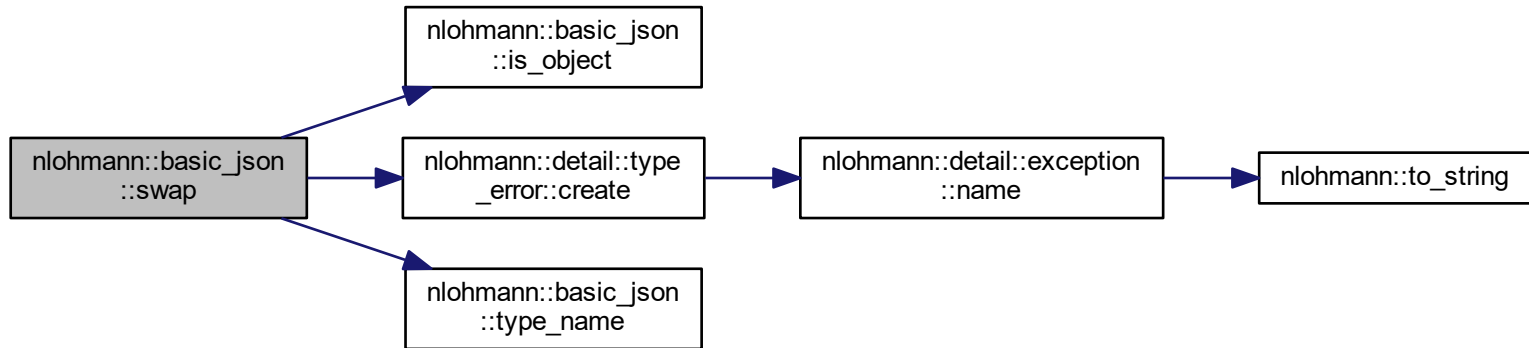 nlohmann::basic_json
::is_object
nlohmann::basic_json
::swap
nlohmann::detail::type
_error::create
nlohmann::detail::exception
::name
nlohmann::to_string
nlohmann::basic_json
::type_name